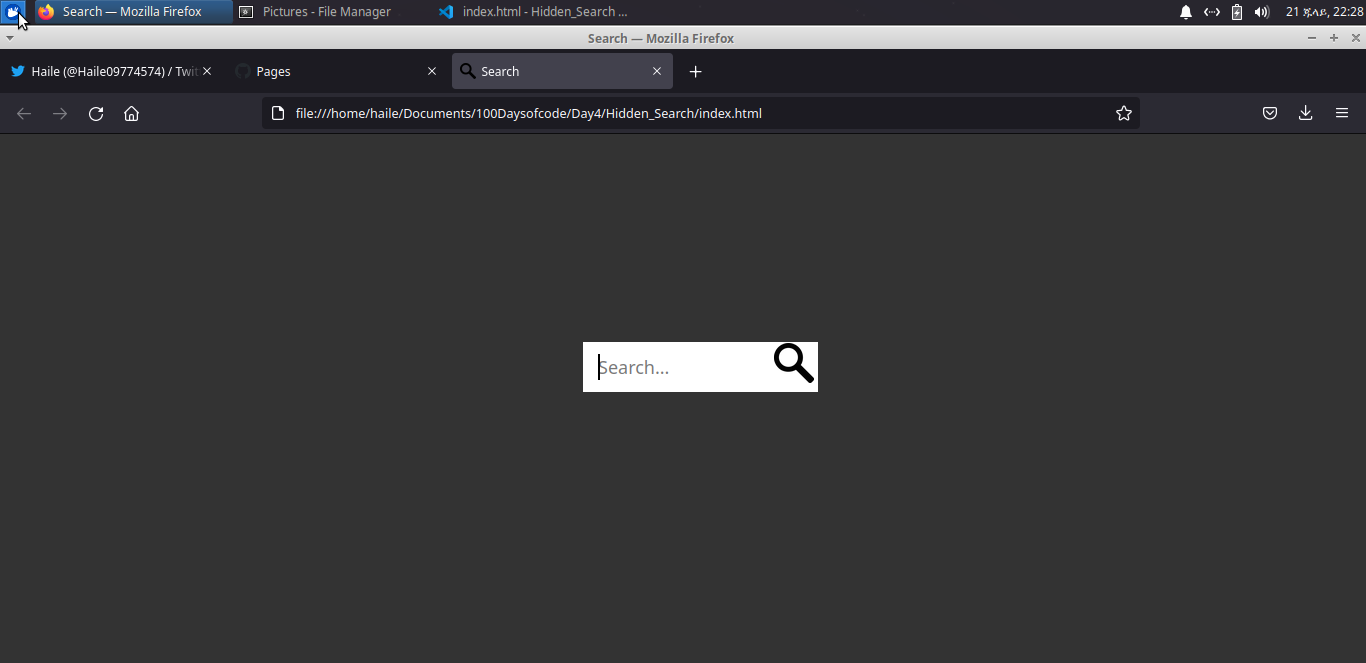 Search — Mozilla Firefox Pictures - File Manager index.html - Hidden_Search ... 21 ጁላይ, 22:28
Search — Mozilla Firefox
Haile (@Haile09774574) / Twit Pages Search
file:///home/haile/Documents/100Daysofcode/Day4/Hidden_Search/index.html
Search...